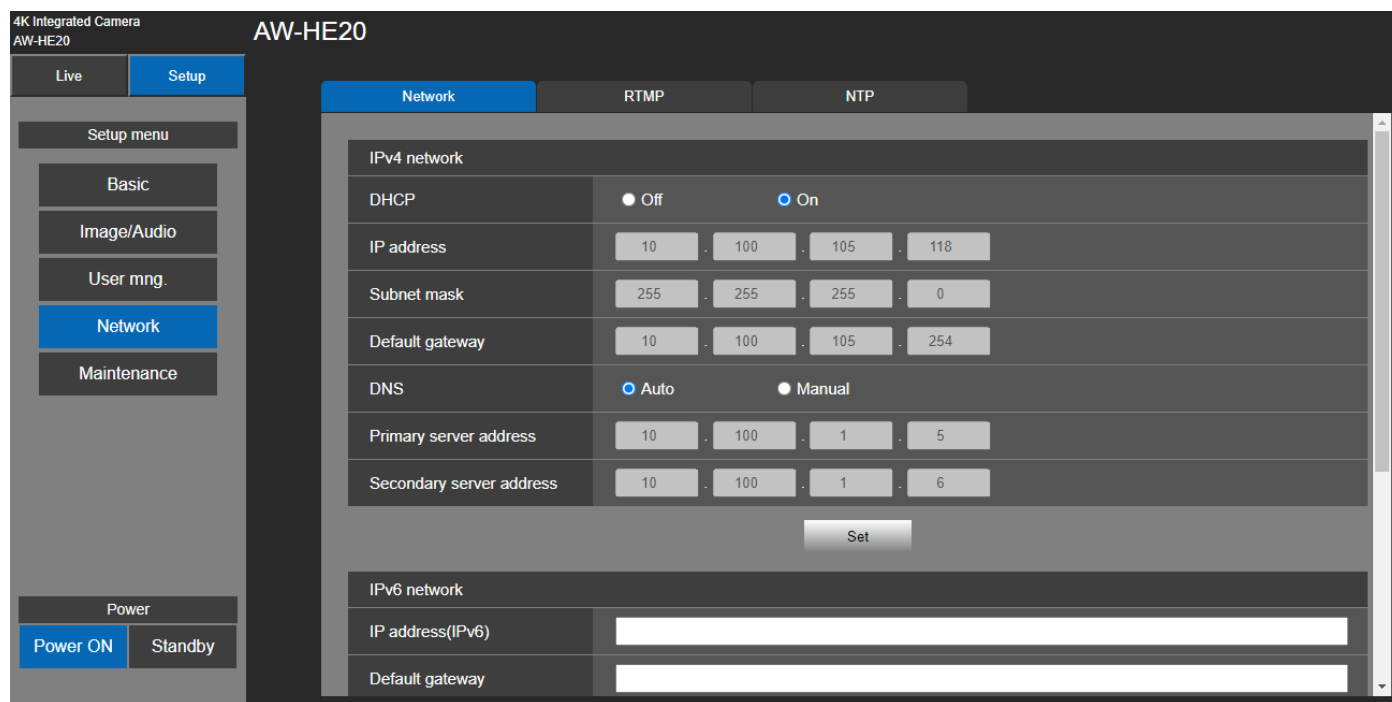 4K Integrated Camera
AW-HE20
AW-HE20
Live Setup
Setup menu
Basic
Image/Audio
User mng.
Network
Maintenance
Power
Power ON Standby
Network RTMP NTP
IPv4 network
DHCP Off On
IP address 10 . 100 . 105 . 118
Subnet mask 255 . 255 . 255 . 0
Default gateway 10 . 100 . 105 . 254
DNS Auto Manual
Primary server address 10 . 100 . 1 . 5
Secondary server address 10 . 100 . 1 . 6
Set
IPv6 network
IP address(IPv6)
Default gateway